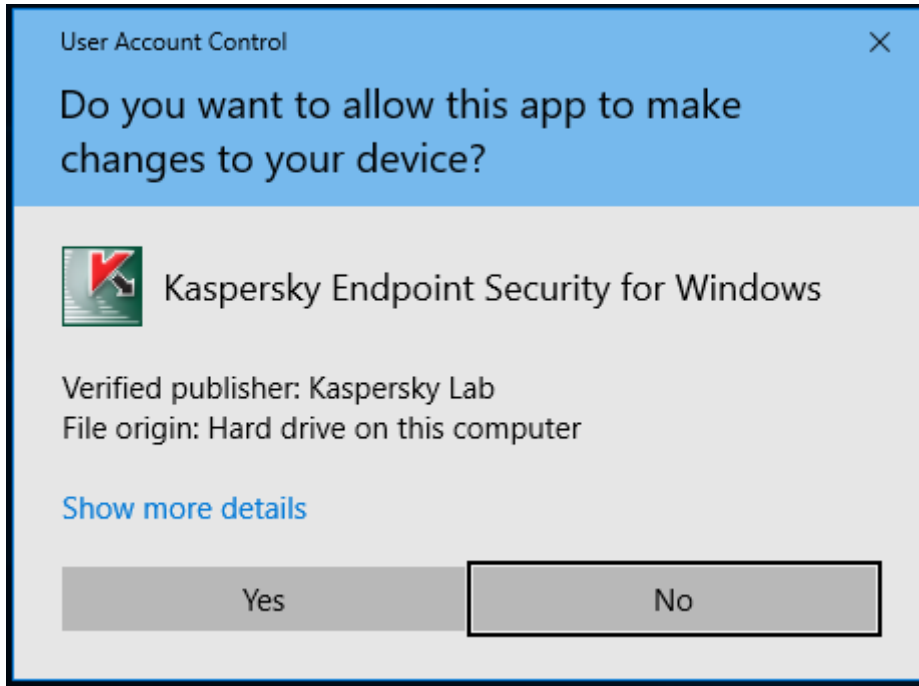 User Account Control
Do you want to allow this app to make
changes to your device?
Kaspersky Endpoint Security for Windows
Verified publisher: Kaspersky Lab
File origin: Hard drive on this computer
Show more details
Yes
No